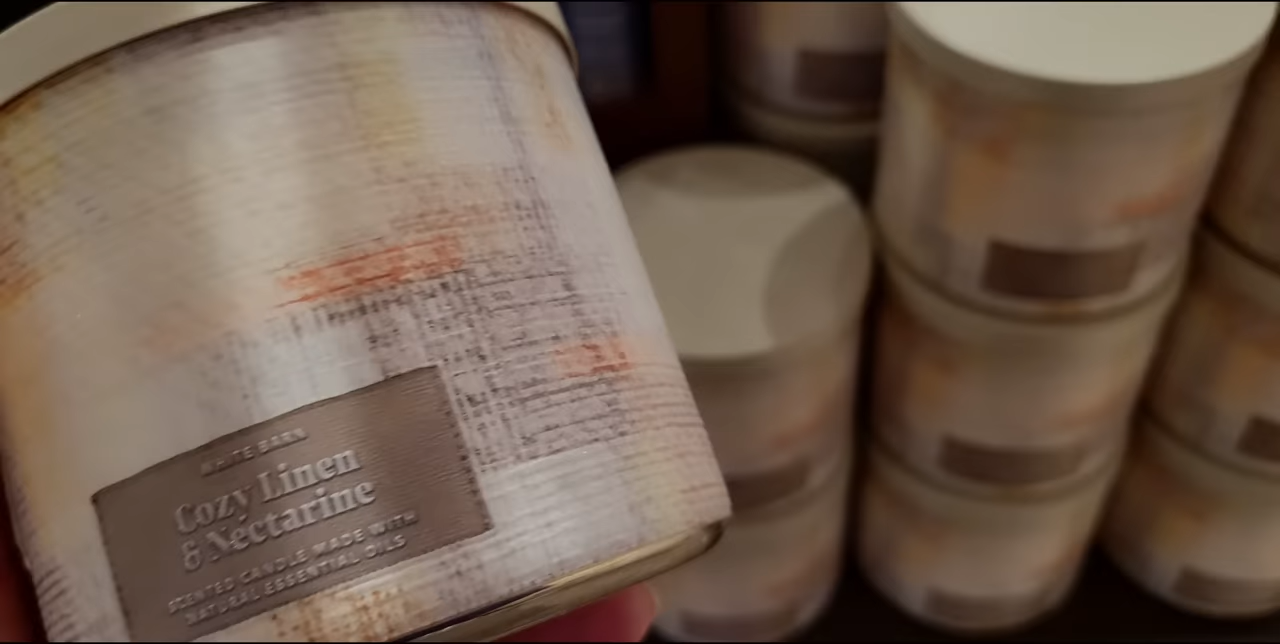 WHITE BARN
Cozy Linen
& Nectarine
SCENTED CANDLE MADE WITH
NATURAL ESSENTIAL OILS